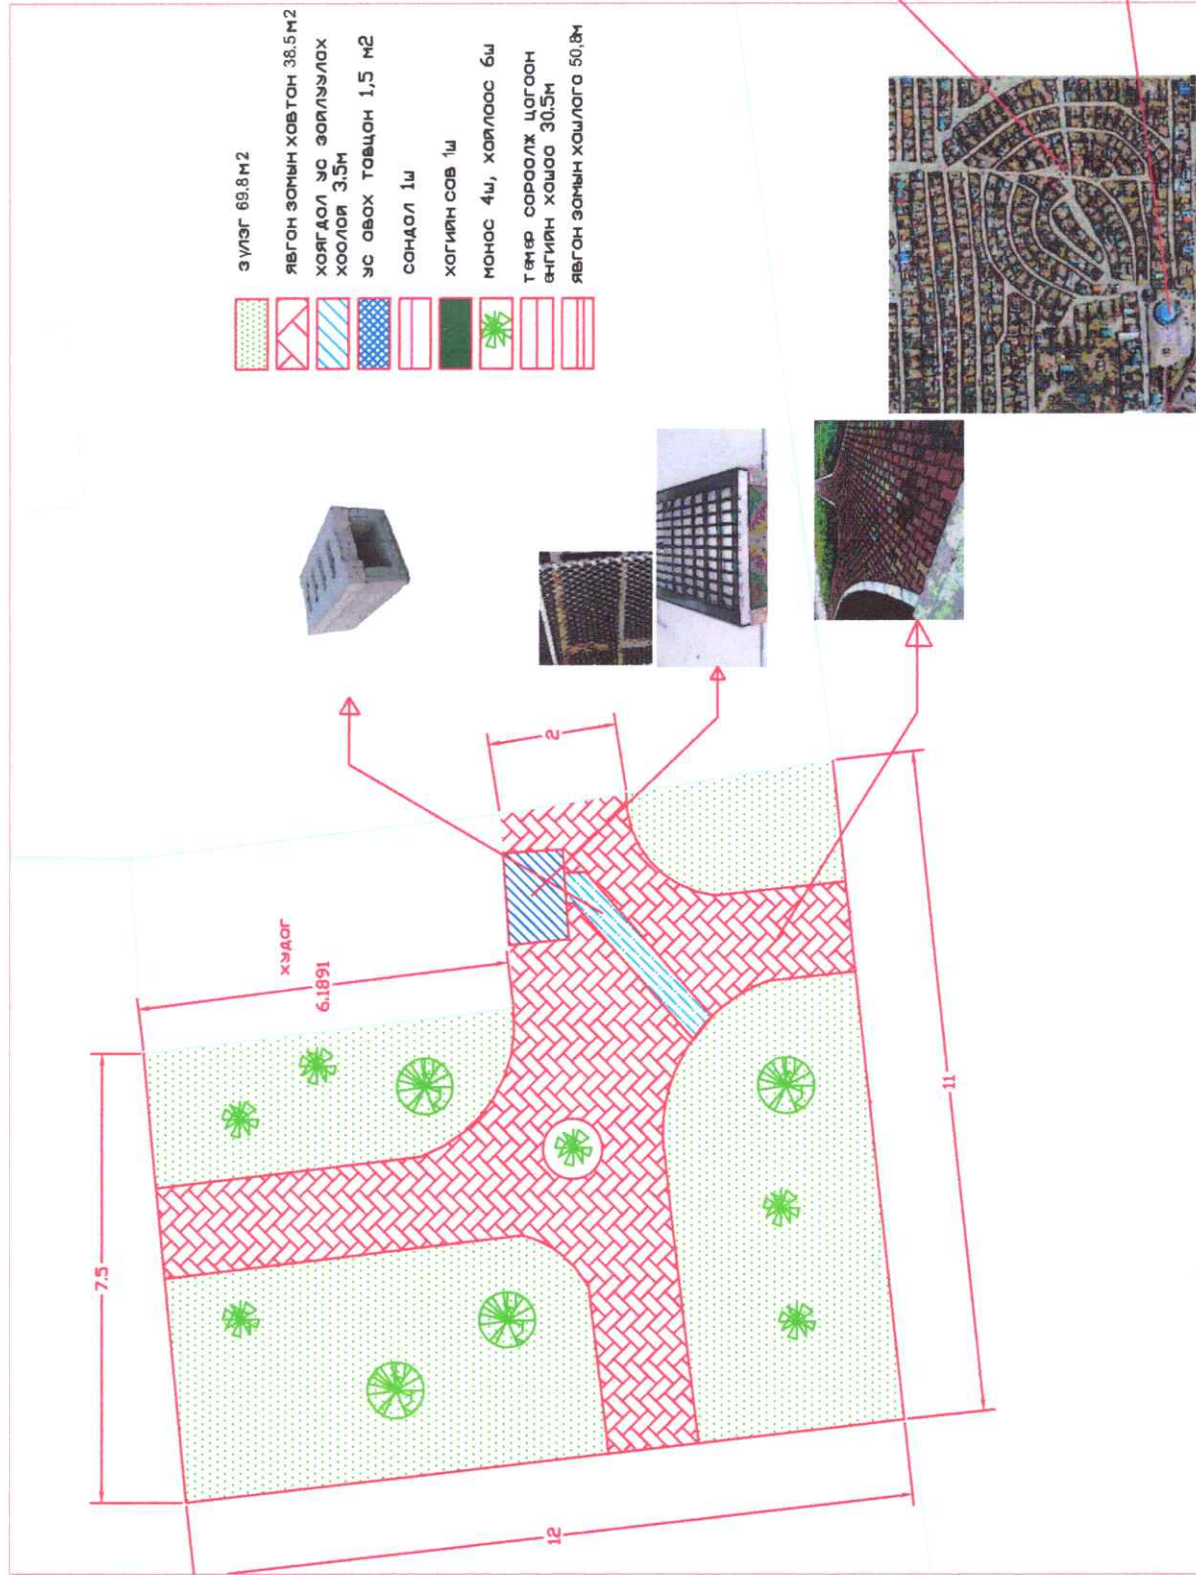 зүлэг 69.8м2
явган замын хавтан 38.5м2
хаягдал ус зайлуулах
хоолой 3.5м
ус авах тавцан 1,5 м2
сандал 1ш
хогийн сав 1ш
монос 4ш, хайлаас 6ш
төмөр сараалж цагаан
өнгийн хашаа 30.5м
явган замын хашлага 50,8м
худаг
6.1891
7.5
2
12
11